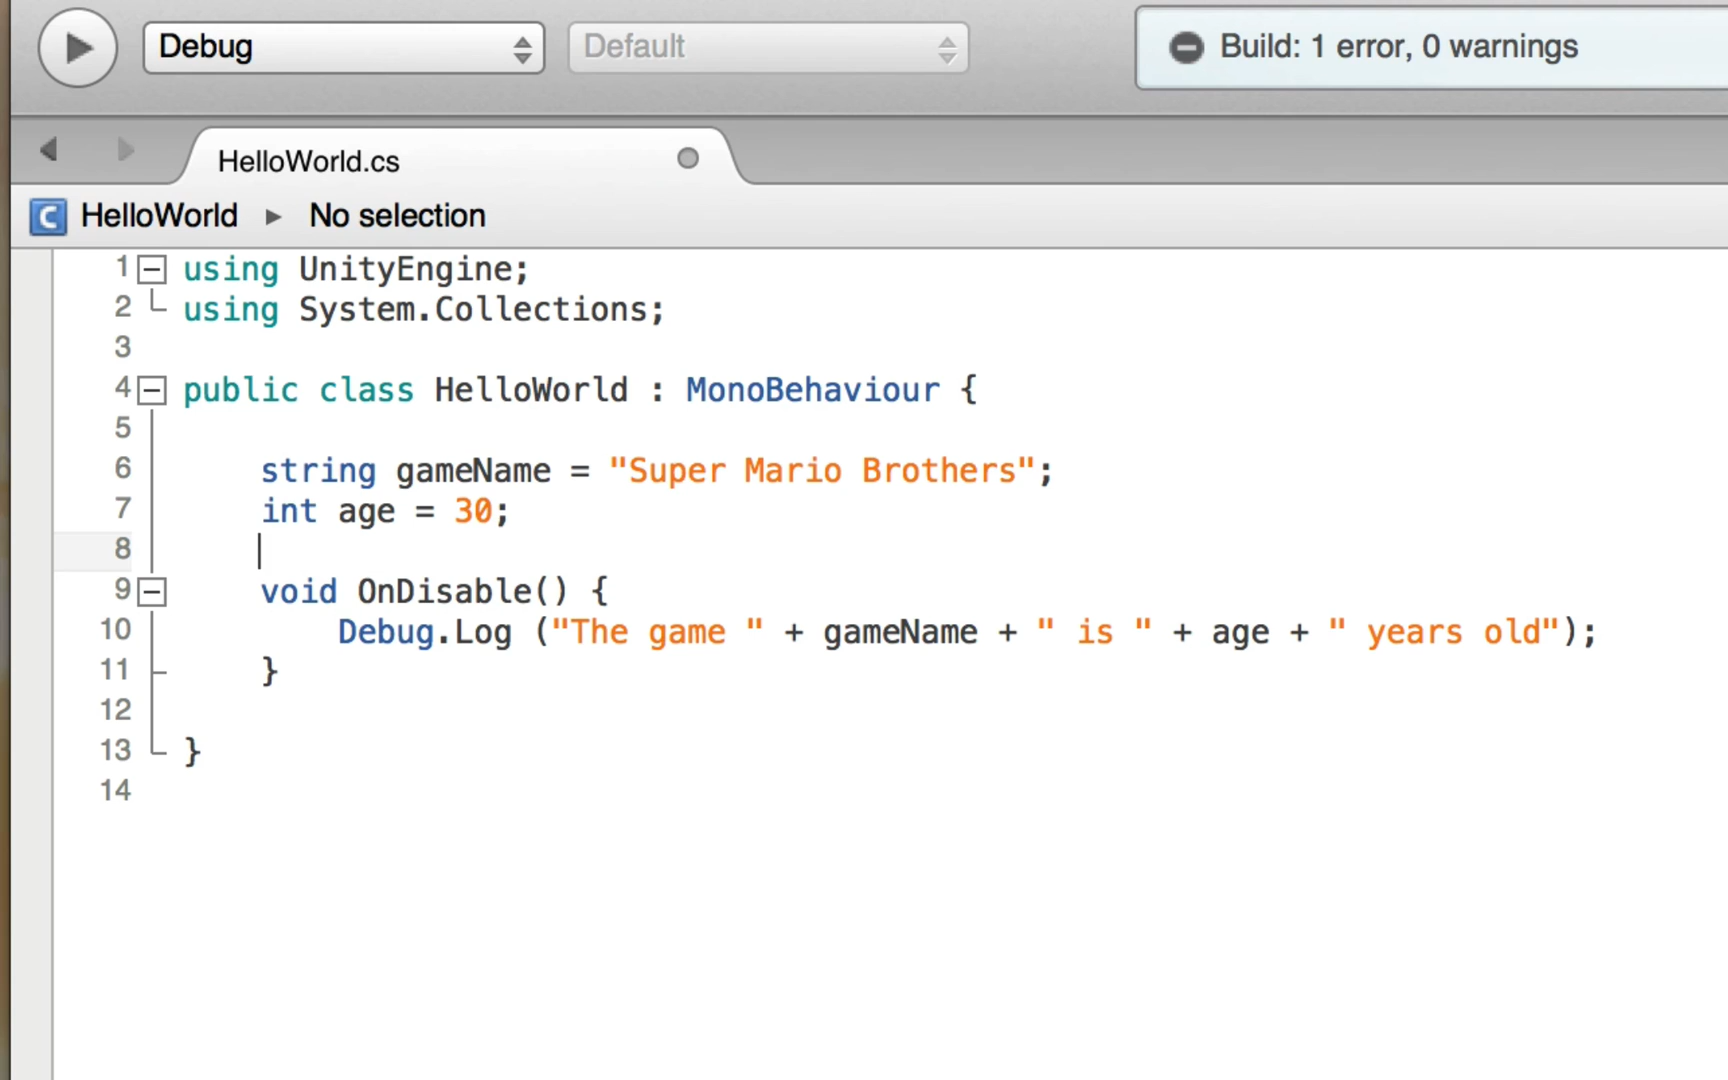 Debug
Default
Build: 1 error, 0 warnings
HelloWorld.cs
C HelloWorld ▸ No selection
1 using UnityEngine;
2 using System.Collections;
3
4 public class HelloWorld : MonoBehaviour {
5
6 string gameName = "Super Mario Brothers";
7 int age = 30;
8
9 void OnDisable() {
10 Debug.Log ("The game " + gameName + " is " + age + " years old");
11 }
12
13 }
14